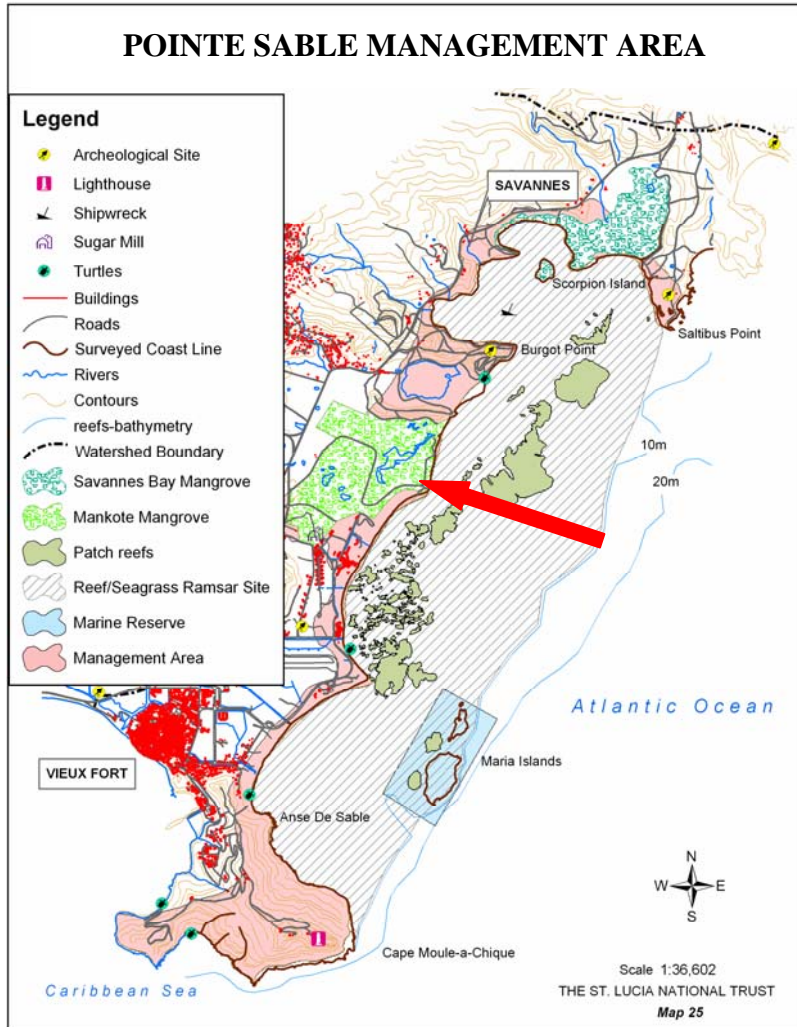 POINTE SABLE MANAGEMENT AREA
Legend
Archeological Site
Lighthouse
Shipwreck
Sugar Mill
Turtles
Buildings
Roads
Surveyed Coast Line
Rivers
Contours
reefs-bathymetry
Watershed Boundary
Savannes Bay Mangrove
Mankote Mangrove
Patch reefs
Reef/Seagrass Ramsar Site
Marine Reserve
Management Area
SAVANNES
Scorpion Island
Saltibus Point
Burgot Point
10m
20m
Atlantic Ocean
Maria Islands
VIEUX FORT
Anse De Sable
Cape Moule-a-Chique
Caribbean Sea
N
W E
S
Scale 1:36,602
THE ST. LUCIA NATIONAL TRUST
Map 25